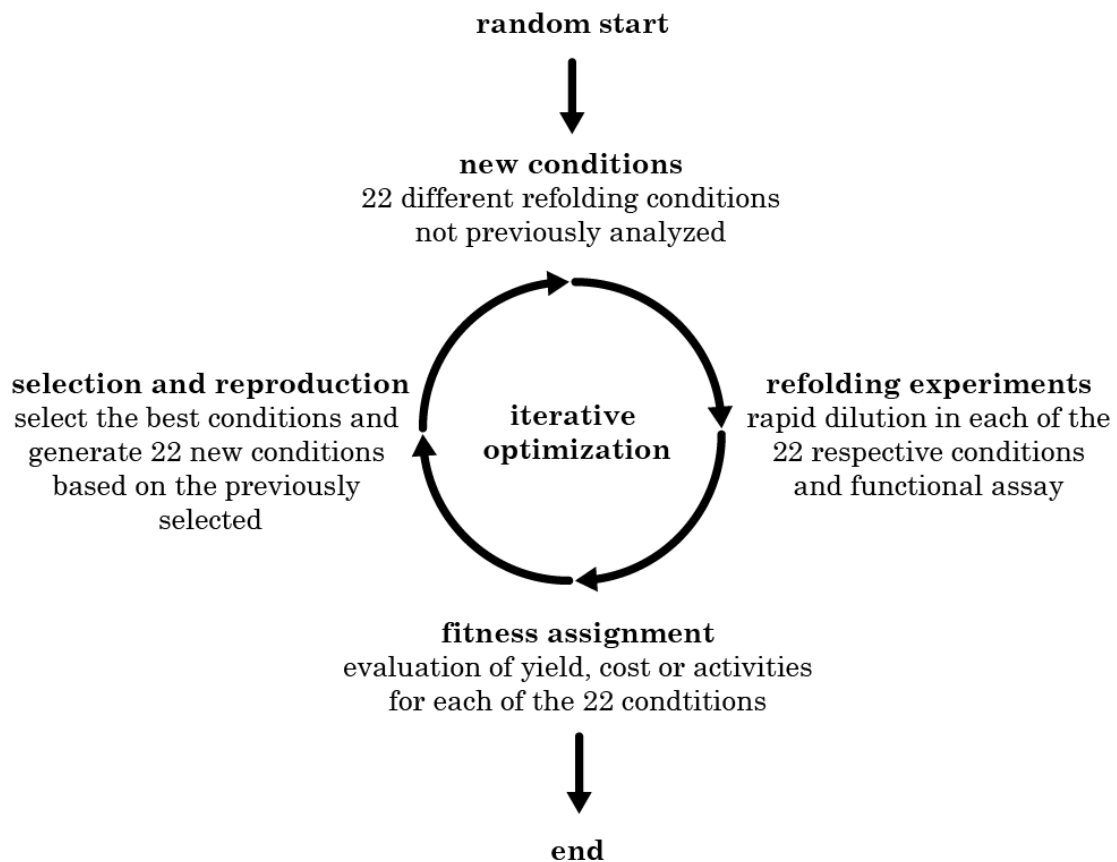 random start
new conditions
22 different refolding conditions
not previously analyzed
selection and reproduction
select the best conditions and
generate 22 new conditions
based on the previously
selected
iterative
optimization
refolding experiments
rapid dilution in each of the
22 respective conditions
and functional assay
fitness assignment
evaluation of yield, cost or activities
for each of the 22 condtitions
end